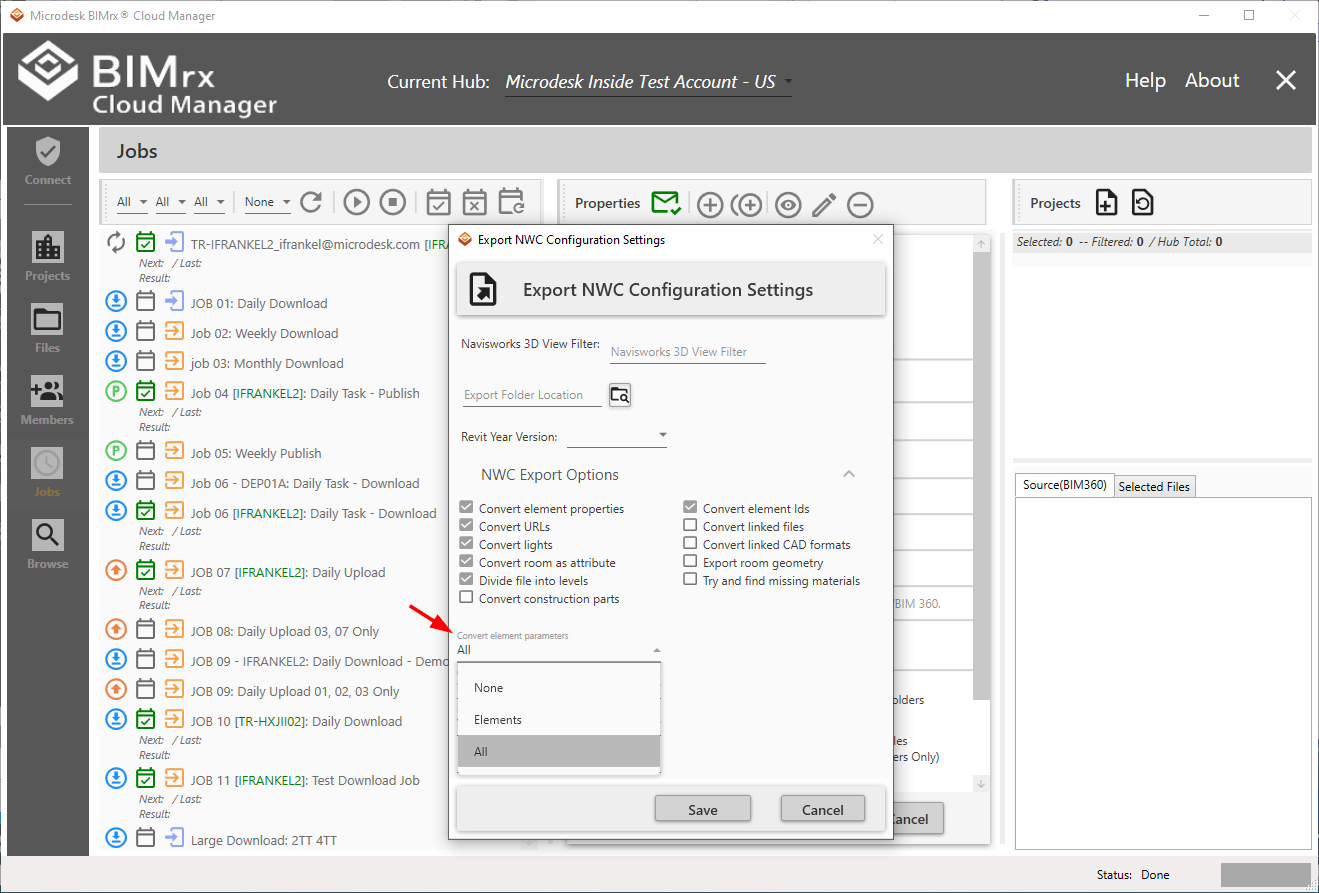 Microdesk BIMrx® Cloud Manager
BIMrx
Cloud Manager
Current Hub: Microdesk Inside Test Account - US
Help About
Connect
Projects
Files
Members
Jobs
Browse
Jobs
All All All None
TR-IFRANKEL2_ifrankel@microdesk.com [IFRA
Next: / Last:
Result:
JOB 01: Daily Download
Job 02: Weekly Download
job 03: Monthly Download
Job 04 [IFRANKEL2]: Daily Task - Publish
Next: / Last:
Result:
Job 05: Weekly Publish
Job 06 - DEP01A: Daily Task - Download
Job 06 [IFRANKEL2]: Daily Task - Download
Next: / Last:
Result:
JOB 07 [IFRANKEL2]: Daily Upload
Next: / Last:
Result:
JOB 08: Daily Upload 03, 07 Only
JOB 09 - IFRANKEL2: Daily Download - Demo
JOB 09: Daily Upload 01, 02, 03 Only
JOB 10 [TR-HXJII02]: Daily Download
Next: / Last:
Result:
JOB 11 [IFRANKEL2]: Test Download Job
Next: / Last:
Result:
Large Download: 2TT 4TT
Properties
Export NWC Configuration Settings
Export NWC Configuration Settings
Navisworks 3D View Filter: Navisworks 3D View Filter
Export Folder Location
Revit Year Version:
NWC Export Options
Convert element properties
Convert URLs
Convert lights
Convert room as attribute
Divide file into levels
Convert construction parts
Convert element Ids
Convert linked files
Convert linked CAD formats
Export room geometry
Try and find missing materials
Convert element parameters
All
None
Elements
All
Save Cancel
/BIM 360.
olders
les
ers Only)
ancel
Projects
Selected: 0 -- Filtered: 0 / Hub Total: 0
Source(BIM360) Selected Files
Status: Done